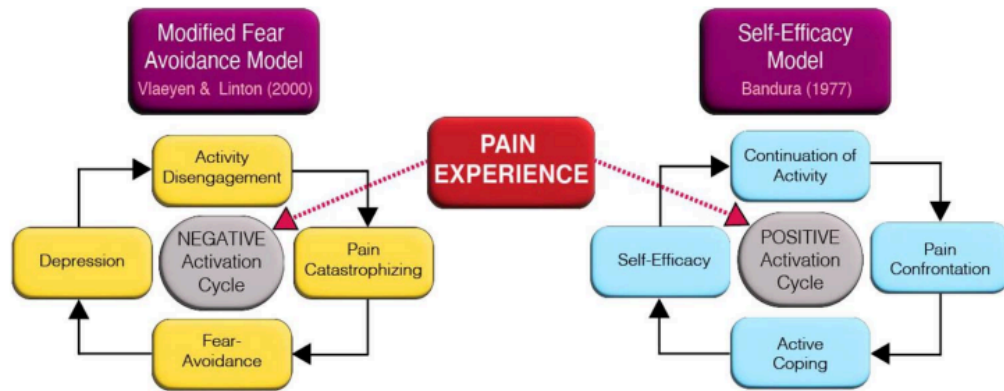 Modified Fear
Avoidance Model
Vlaeyen & Linton (2000)
Self-Efficacy
Model
Bandura (1977)
PAIN
EXPERIENCE
Activity
Disengagement
NEGATIVE
Activation
Cycle
Depression
Pain
Catastrophizing
Fear-
Avoidance
Continuation of
Activity
POSITIVE
Activation
Cycle
Self-Efficacy
Pain
Confrontation
Active
Coping